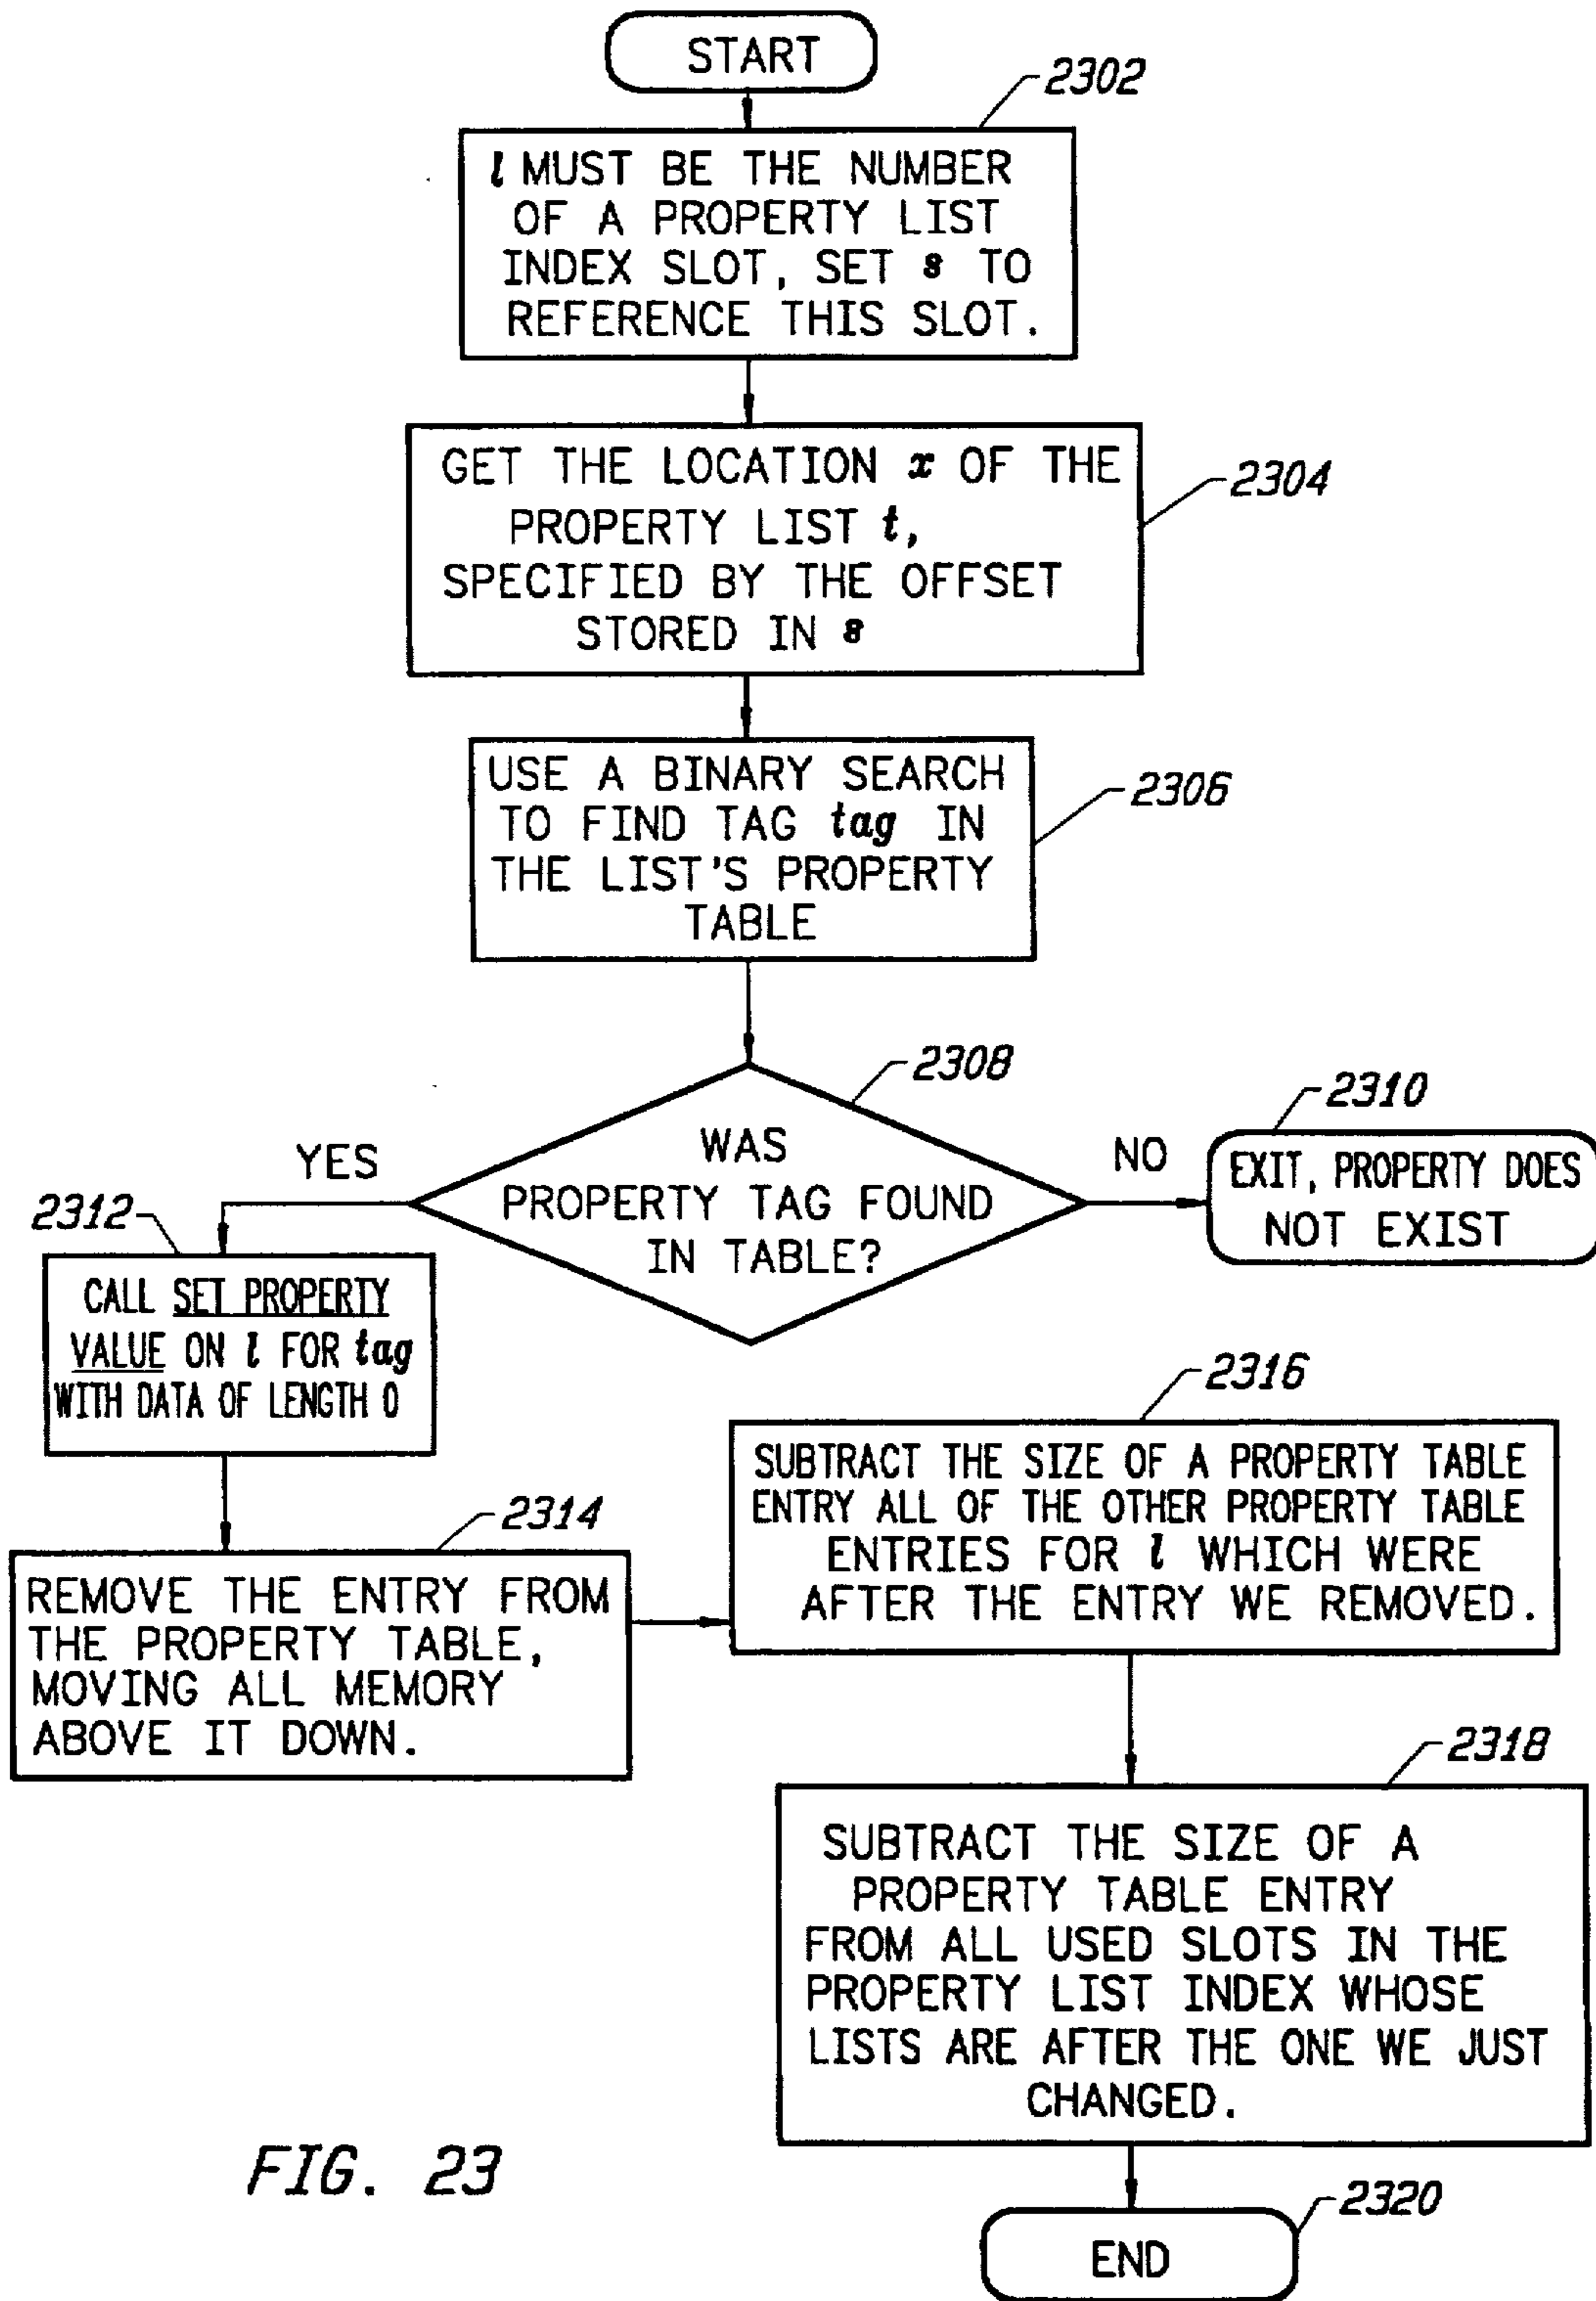 START
2302
l MUST BE THE NUMBER
OF A PROPERTY LIST
INDEX SLOT, SET s TO
REFERENCE THIS SLOT.
GET THE LOCATION x OF THE
PROPERTY LIST t,
SPECIFIED BY THE OFFSET
STORED IN s
2304
USE A BINARY SEARCH
TO FIND TAG tag IN
THE LIST'S PROPERTY
TABLE
2306
2308
WAS
PROPERTY TAG FOUND
IN TABLE?
NO
2310
EXIT, PROPERTY DOES
NOT EXIST
YES
2312
CALL SET PROPERTY
VALUE ON l FOR tag
WITH DATA OF LENGTH 0
2314
REMOVE THE ENTRY FROM
THE PROPERTY TABLE,
MOVING ALL MEMORY
ABOVE IT DOWN.
2316
SUBTRACT THE SIZE OF A PROPERTY TABLE
ENTRY ALL OF THE OTHER PROPERTY TABLE
ENTRIES FOR l WHICH WERE
AFTER THE ENTRY WE REMOVED.
2318
SUBTRACT THE SIZE OF A
PROPERTY TABLE ENTRY
FROM ALL USED SLOTS IN THE
PROPERTY LIST INDEX WHOSE
LISTS ARE AFTER THE ONE WE JUST
CHANGED.
2320
END
FIG. 23